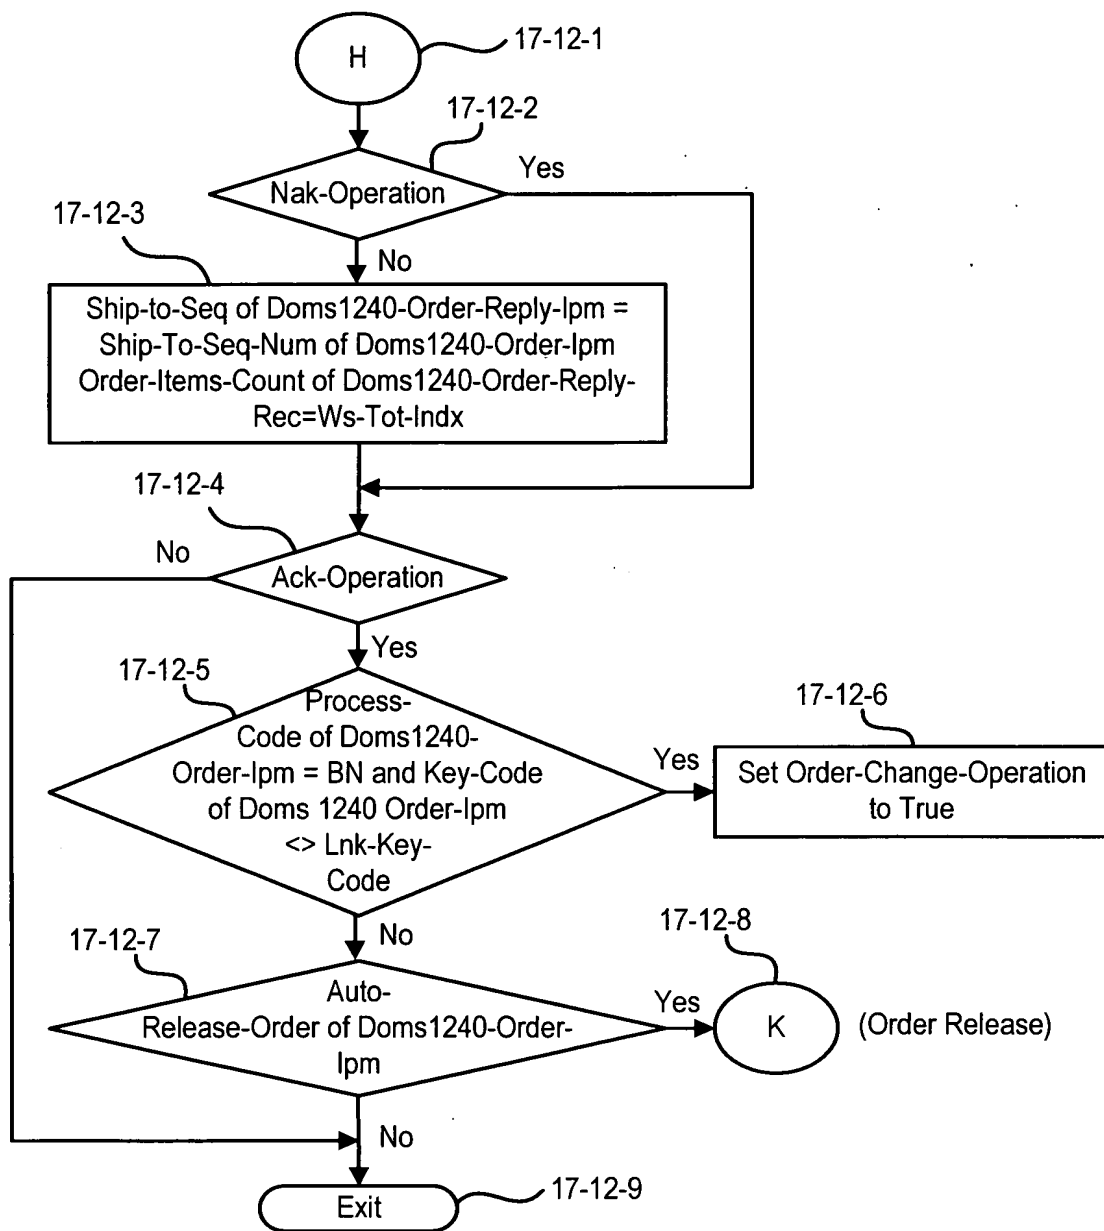 H
17-12-1
17-12-2
Nak-Operation
Yes
17-12-3
No
Ship-to-Seq of Doms1240-Order-Reply-Ipm =
Ship-To-Seq-Num of Doms1240-Order-Ipm
Order-Items-Count of Doms1240-Order-Reply-
Rec=Ws-Tot-Indx
17-12-4
No
Ack-Operation
Yes
17-12-5
Process-
Code of Doms1240-
Order-Ipm = BN and Key-Code
of Doms 1240 Order-Ipm
<> Lnk-Key-
Code
Yes
17-12-6
Set Order-Change-Operation
to True
No
17-12-7
Auto-
Release-Order of Doms1240-Order-
Ipm
Yes
17-12-8
K
(Order Release)
No
Exit
17-12-9